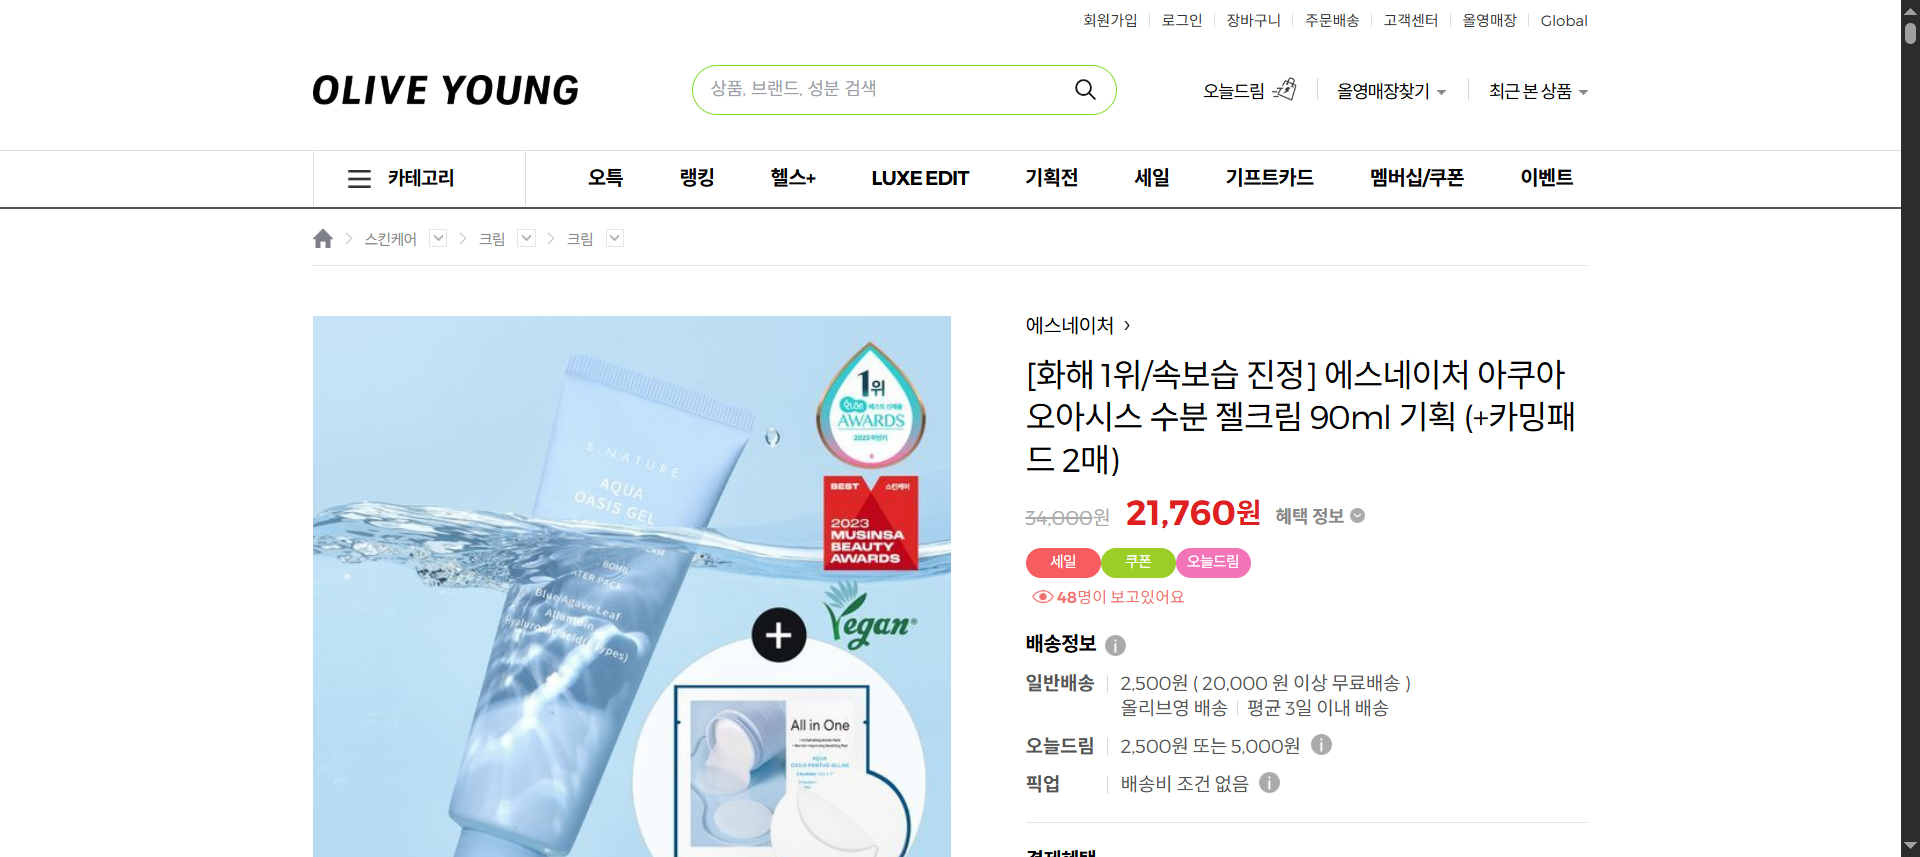 회원가입 로그인 장바구니 주문배송 고객센터 올영매장 Global
OLIVE YOUNG
상품, 브랜드, 성분 검색
오늘드림 올영매장찾기 최근 본 상품
카테고리 오특 랭킹 헬스+ LUXE EDIT 기획전 세일 기프트카드 멤버십/쿠폰 이벤트
스킨케어 크림 크림
S.NATURE
AQUA
OASIS GEL
BOMB
Blue Agave Leaf
Allantoin
1위
AWARDS
2023 하반기
BEST 스킨케어
2023
MUSINSA
BEAUTY
AWARDS
Vegan
+
All in One
AQUA
OASIS PANTHE-ALLAN
에스네이처 ›
[화해 1위/속보습 진정] 에스네이처 아쿠아
오아시스 수분 젤크림 90ml 기획 (+카밍패
드 2매)
34,000원 21,760원 혜택 정보
세일 쿠폰 오늘드림
48명이 보고있어요
배송정보
일반배송 2,500원 ( 20,000 원 이상 무료배송 )
올리브영 배송 평균 3일 이내 배송
오늘드림 2,500원 또는 5,000원
픽업 배송비 조건 없음
결제혜택